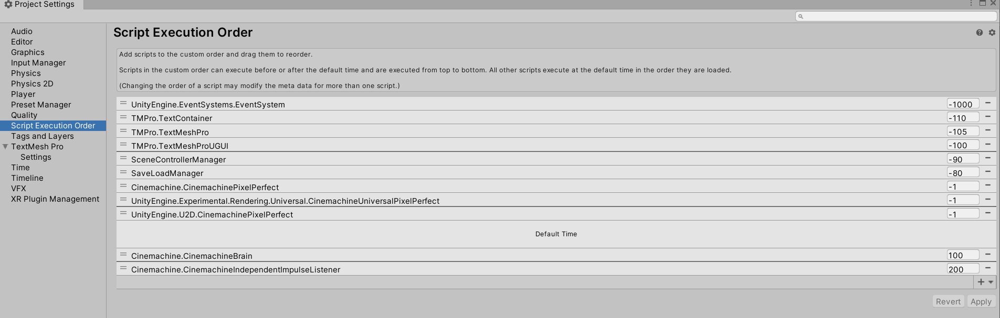 Project Settings
Audio
Editor
Graphics
Input Manager
Physics
Physics 2D
Player
Preset Manager
Quality
Script Execution Order
Tags and Layers
TextMesh Pro
Settings
Time
Timeline
VFX
XR Plugin Management
Script Execution Order
Add scripts to the custom order and drag them to reorder.
Scripts in the custom order can execute before or after the default time and are executed from top to bottom. All other scripts execute at the default time in the order they are loaded.
(Changing the order of a script may modify the meta data for more than one script.)
UnityEngine.EventSystems.EventSystem -1000
TMPro.TextContainer -110
TMPro.TextMeshPro -105
TMPro.TextMeshProUGUI -100
SceneControllerManager -90
SaveLoadManager -80
Cinemachine.CinemachinePixelPerfect -1
UnityEngine.Experimental.Rendering.Universal.CinemachineUniversalPixelPerfect -1
UnityEngine.U2D.CinemachinePixelPerfect -1
Default Time
Cinemachine.CinemachineBrain 100
Cinemachine.CinemachineIndependentImpulseListener 200
Revert Apply